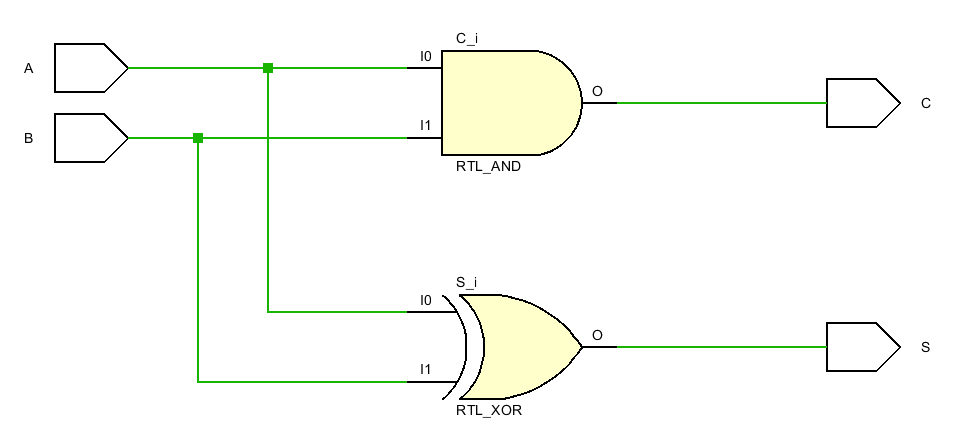 C_i
A
I0
O
C
B
I1
RTL_AND
S_i
I0
O
S
I1
RTL_XOR